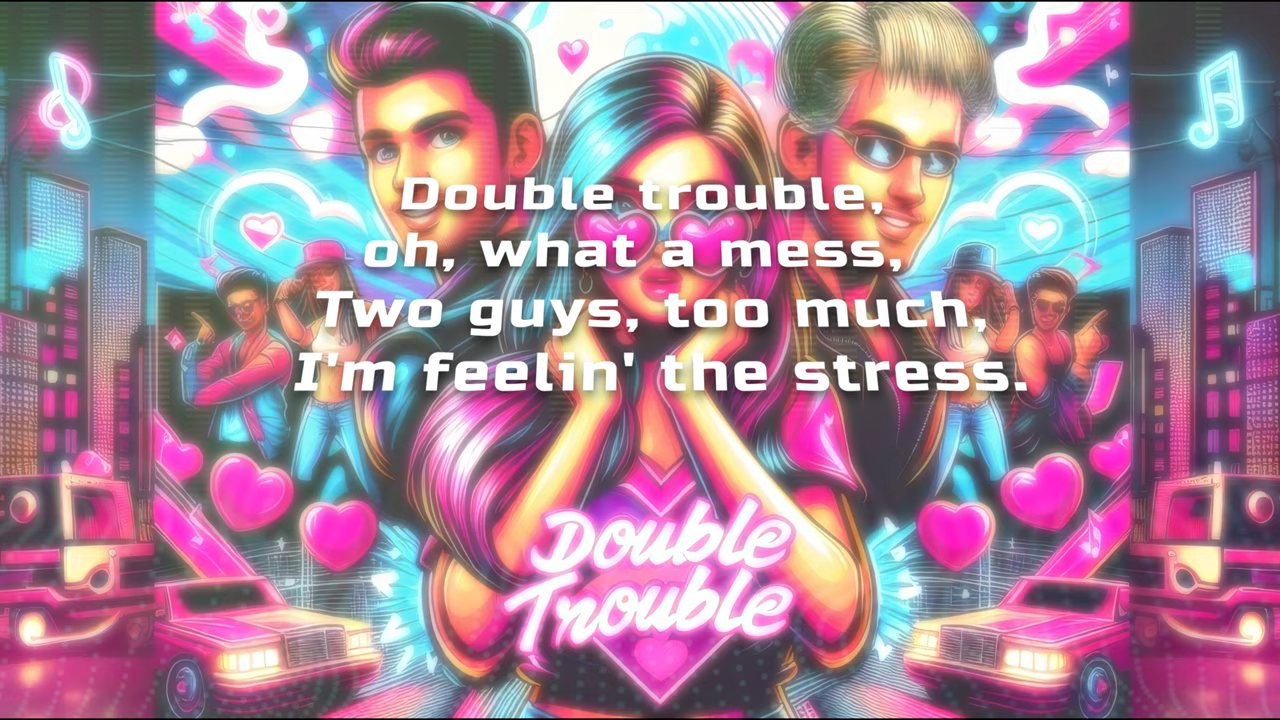 Double trouble,
oh, what a mess,
Two guys, too much,
I'm feelin' the stress.
Double
Trouble